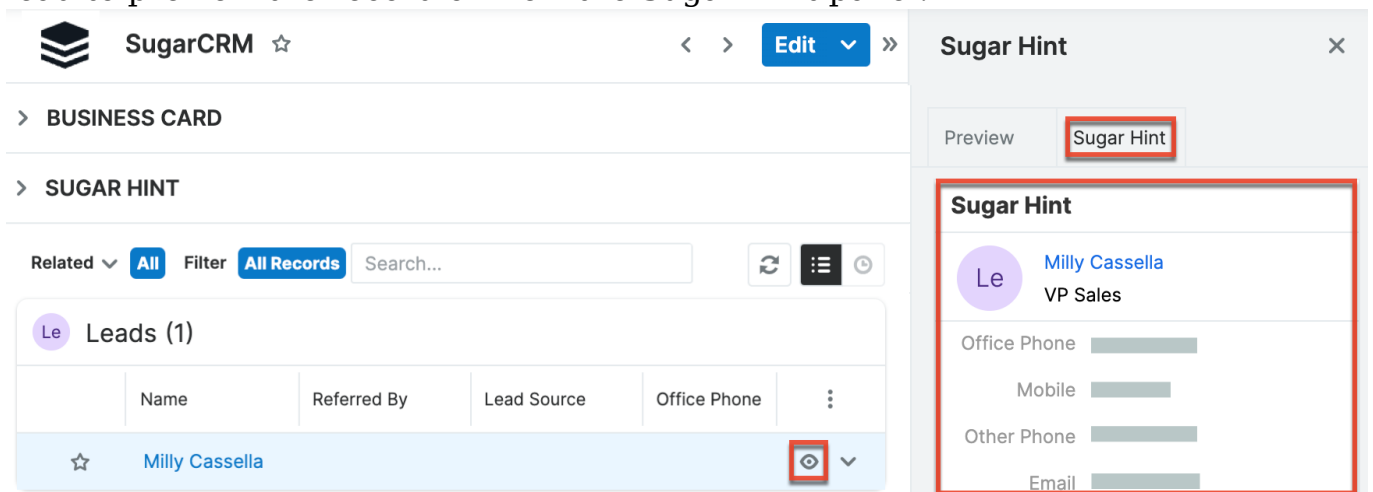 SugarCRM
Edit
BUSINESS CARD
SUGAR HINT
Related All Filter All Records Search...
Le Leads (1)
Name Referred By Lead Source Office Phone
Milly Cassella
Sugar Hint
Preview Sugar Hint
Sugar Hint
Le Milly Cassella
VP Sales
Office Phone
Mobile
Other Phone
Email